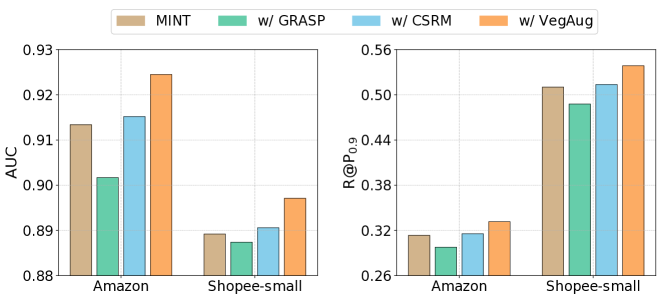 MINT w/ GRASP w/ CSRM w/ VegAug
AUC
0.93
0.92
0.91
0.90
0.89
0.88
Amazon Shopee-small
R@P0.9
0.56
0.50
0.44
0.38
0.32
0.26
Amazon Shopee-small